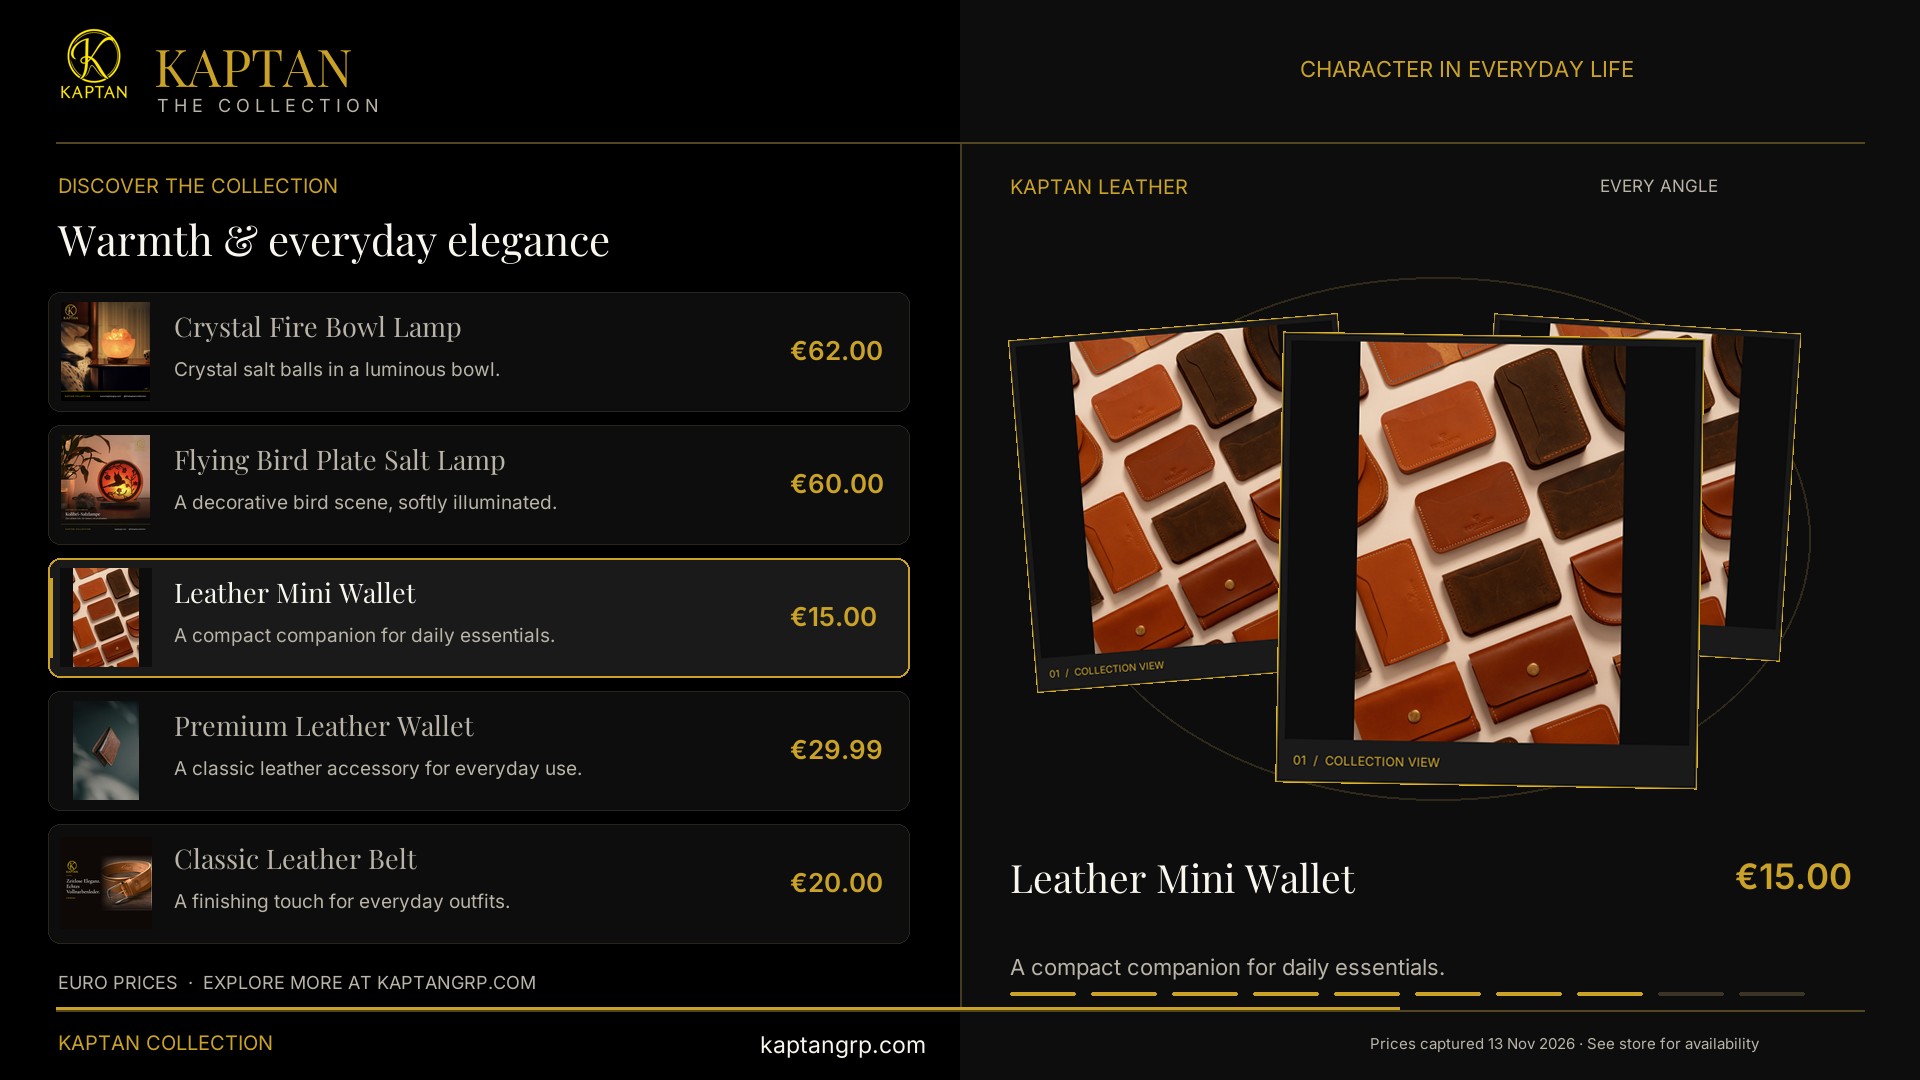 KAPTAN
KAPTAN
THE COLLECTION
CHARACTER IN EVERYDAY LIFE
DISCOVER THE COLLECTION
Warmth & everyday elegance
Crystal Fire Bowl Lamp
Crystal salt balls in a luminous bowl.
€62.00
Flying Bird Plate Salt Lamp
A decorative bird scene, softly illuminated.
€60.00
Leather Mini Wallet
A compact companion for daily essentials.
€15.00
Premium Leather Wallet
A classic leather accessory for everyday use.
€29.99
Classic Leather Belt
A finishing touch for everyday outfits.
€20.00
EURO PRICES · EXPLORE MORE AT KAPTANGRP.COM
KAPTAN LEATHER
EVERY ANGLE
01 / COLLECTION VIEW
01 / COLLECTION VIEW
Leather Mini Wallet
€15.00
A compact companion for daily essentials.
KAPTAN COLLECTION
kaptangrp.com
Prices captured 13 Nov 2026 · See store for availability